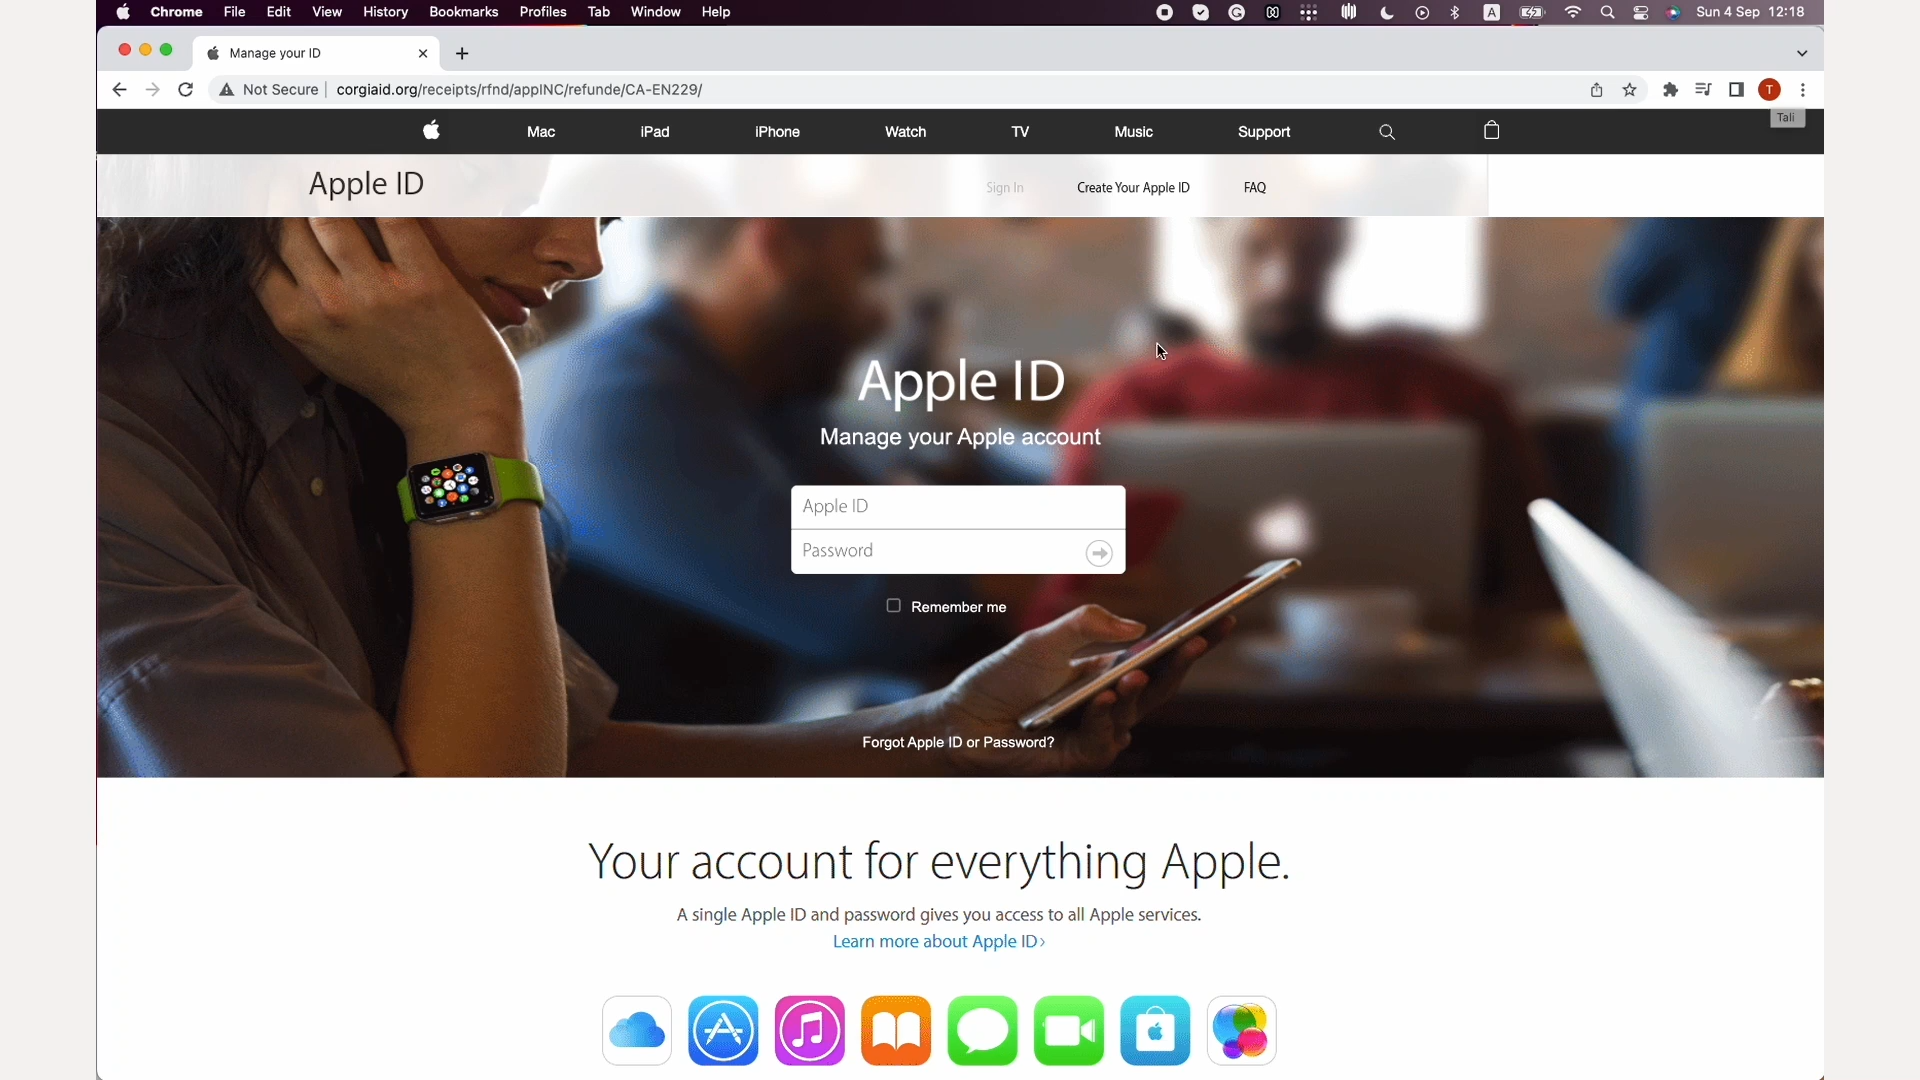 Chrome File Edit View History Bookmarks Profiles Tab Window Help
A
Sun 4 Sep 12:18
Manage your ID
Not Secure corgiaid.org/receipts/rfnd/applNC/refunde/CA-EN229/
T
Tali
Mac iPad iPhone Watch TV Music Support
Apple ID
Sign In Create Your Apple ID FAQ
Apple ID
Manage your Apple account
Apple ID
Password
Remember me
Forgot Apple ID or Password?
Your account for everything Apple.
A single Apple ID and password gives you access to all Apple services.
Learn more about Apple ID›